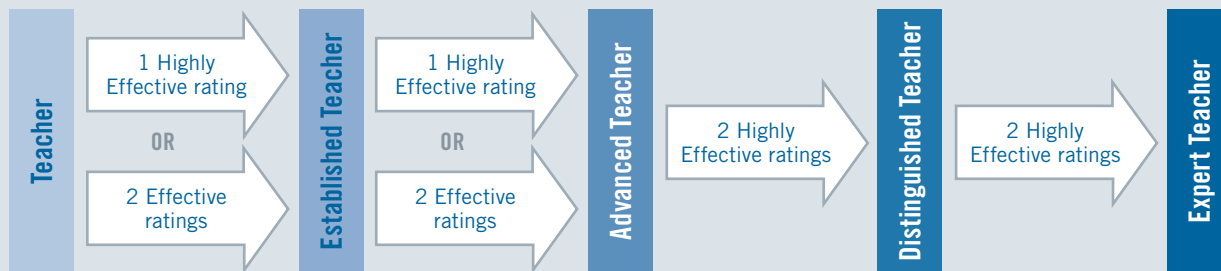 Teacher
1 Highly
Effective rating
OR
2 Effective
ratings
Established Teacher
1 Highly
Effective rating
OR
2 Effective
ratings
Advanced Teacher
2 Highly
Effective ratings
Distinguished Teacher
2 Highly
Effective ratings
Expert Teacher